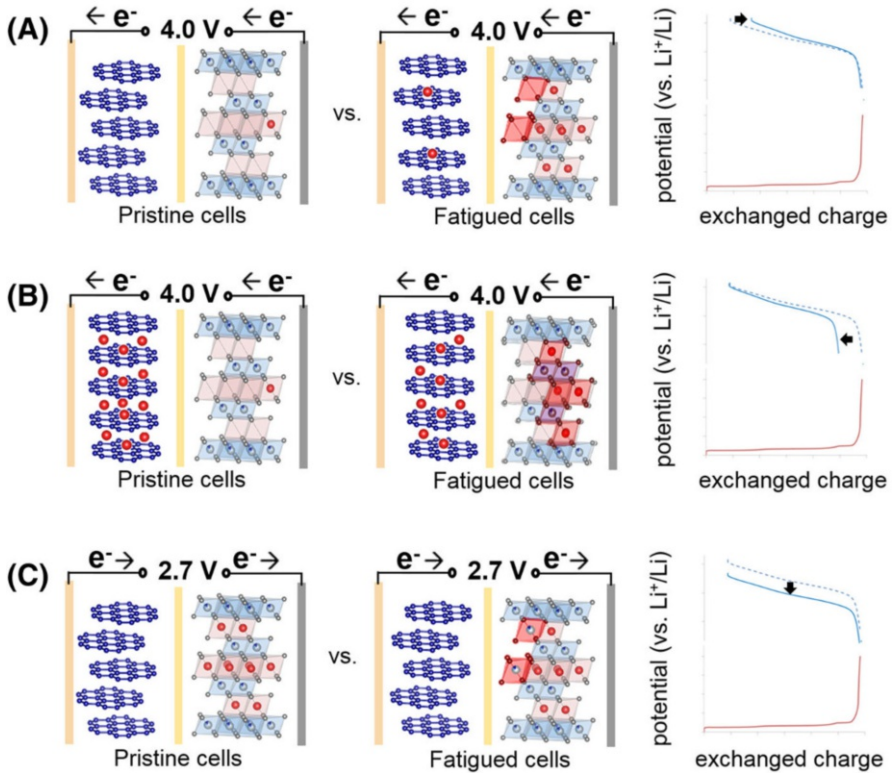 (A)
← e⁻ 4.0 V ← e⁻
← e⁻ 4.0 V ← e⁻
vs.
Pristine cells
Fatigued cells
potential (vs. Li⁺/Li)
exchanged charge
(B)
← e⁻ 4.0 V ← e⁻
← e⁻ 4.0 V ← e⁻
vs.
Pristine cells
Fatigued cells
potential (vs. Li⁺/Li)
exchanged charge
(C)
e⁻→ 2.7 V e⁻→
e⁻→ 2.7 V e⁻→
vs.
Pristine cells
Fatigued cells
potential (vs. Li⁺/Li)
exchanged charge